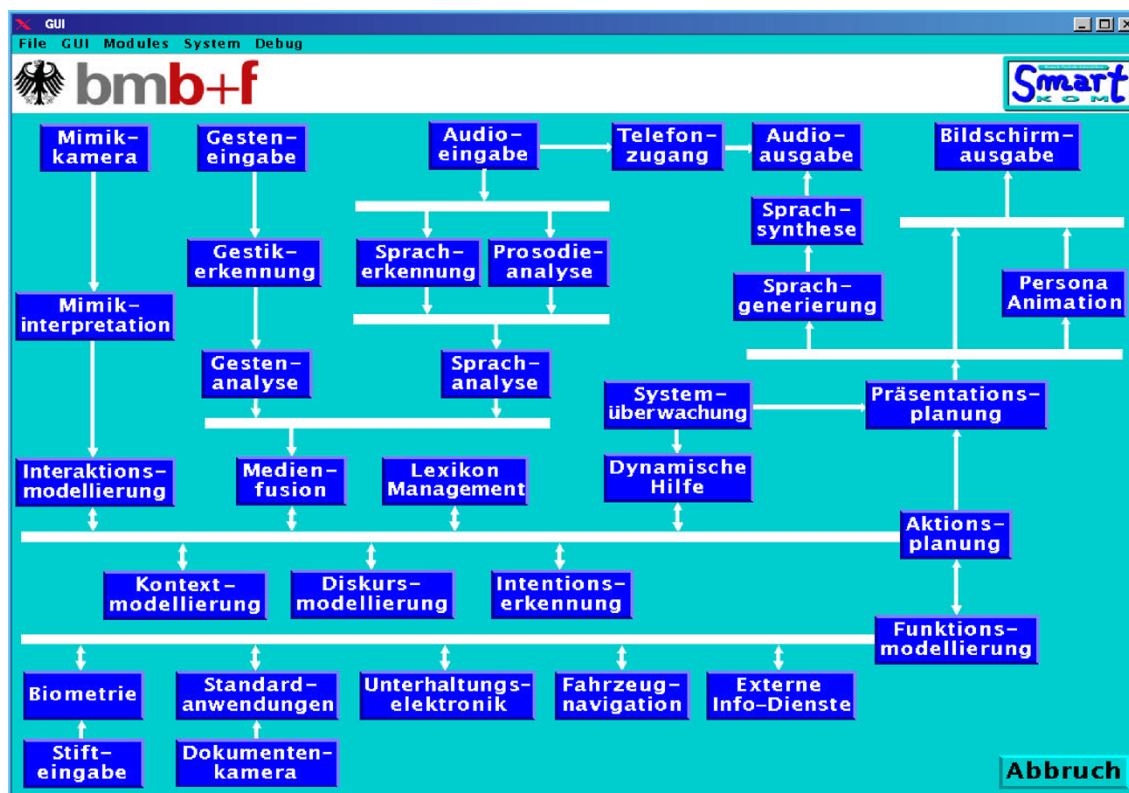 GUI
File GUI Modules System Debug
bmb+f
Smart
KOM
Mimik-
kamera
Gesten-
eingabe
Audio-
eingabe
Telefon-
zugang
Audio-
ausgabe
Bildschirm-
ausgabe
Sprach-
synthese
Gestik-
erkennung
Sprach-
erkennung
Prosodie-
analyse
Sprach-
generierung
Persona
Animation
Mimik-
interpretation
Gesten-
analyse
Sprach-
analyse
System-
überwachung
Präsentations-
planung
Interaktions-
modellierung
Medien-
fusion
Lexikon
Management
Dynamische
Hilfe
Aktions-
planung
Kontext-
modellierung
Diskurs-
modellierung
Intentions-
erkennung
Funktions-
modellierung
Biometrie
Standard-
anwendungen
Unterhaltungs-
elektronik
Fahrzeug-
navigation
Externe
Info-Dienste
Stift-
eingabe
Dokumenten-
kamera
Abbruch